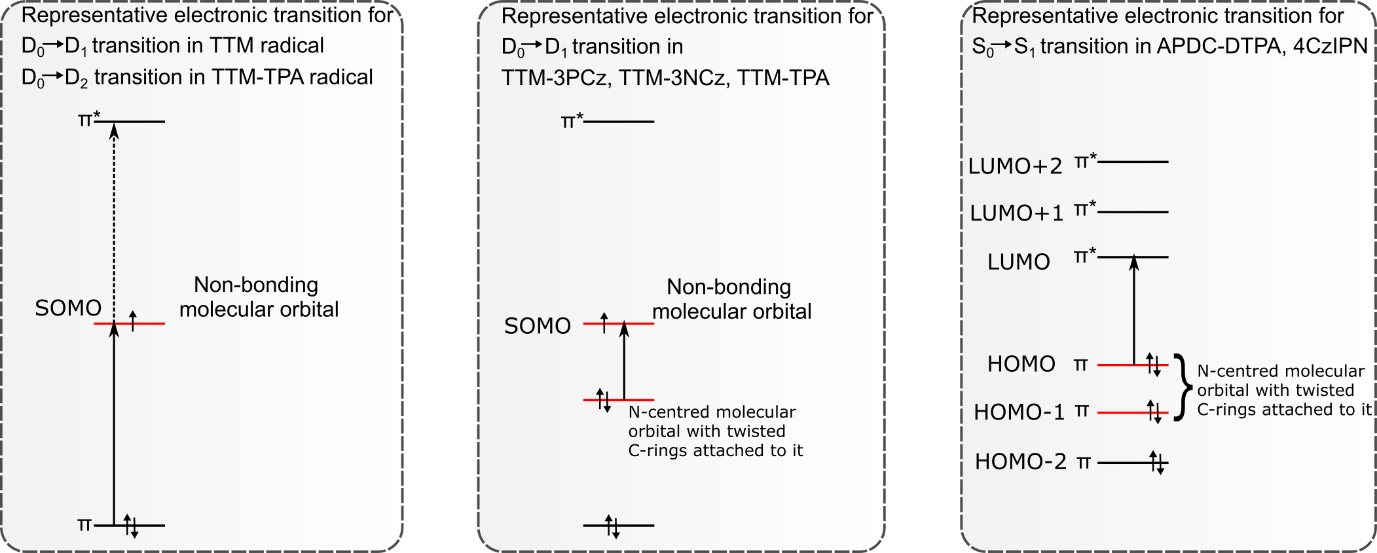 Representative electronic transition for
D0→D1 transition in TTM radical
D0→D2 transition in TTM-TPA radical
π*
SOMO
Non-bonding
molecular orbital
π
Representative electronic transition for
D0→D1 transition in
TTM-3PCz, TTM-3NCz, TTM-TPA
π*
Non-bonding
molecular orbital
SOMO
N-centred molecular
orbital with twisted
C-rings attached to it
Representative electronic transition for
S0→S1 transition in APDC-DTPA, 4CzIPN
LUMO+2 π*
LUMO+1 π*
LUMO π*
HOMO π
HOMO-1 π
HOMO-2 π
N-centred molecular
orbital with twisted
C-rings attached to it